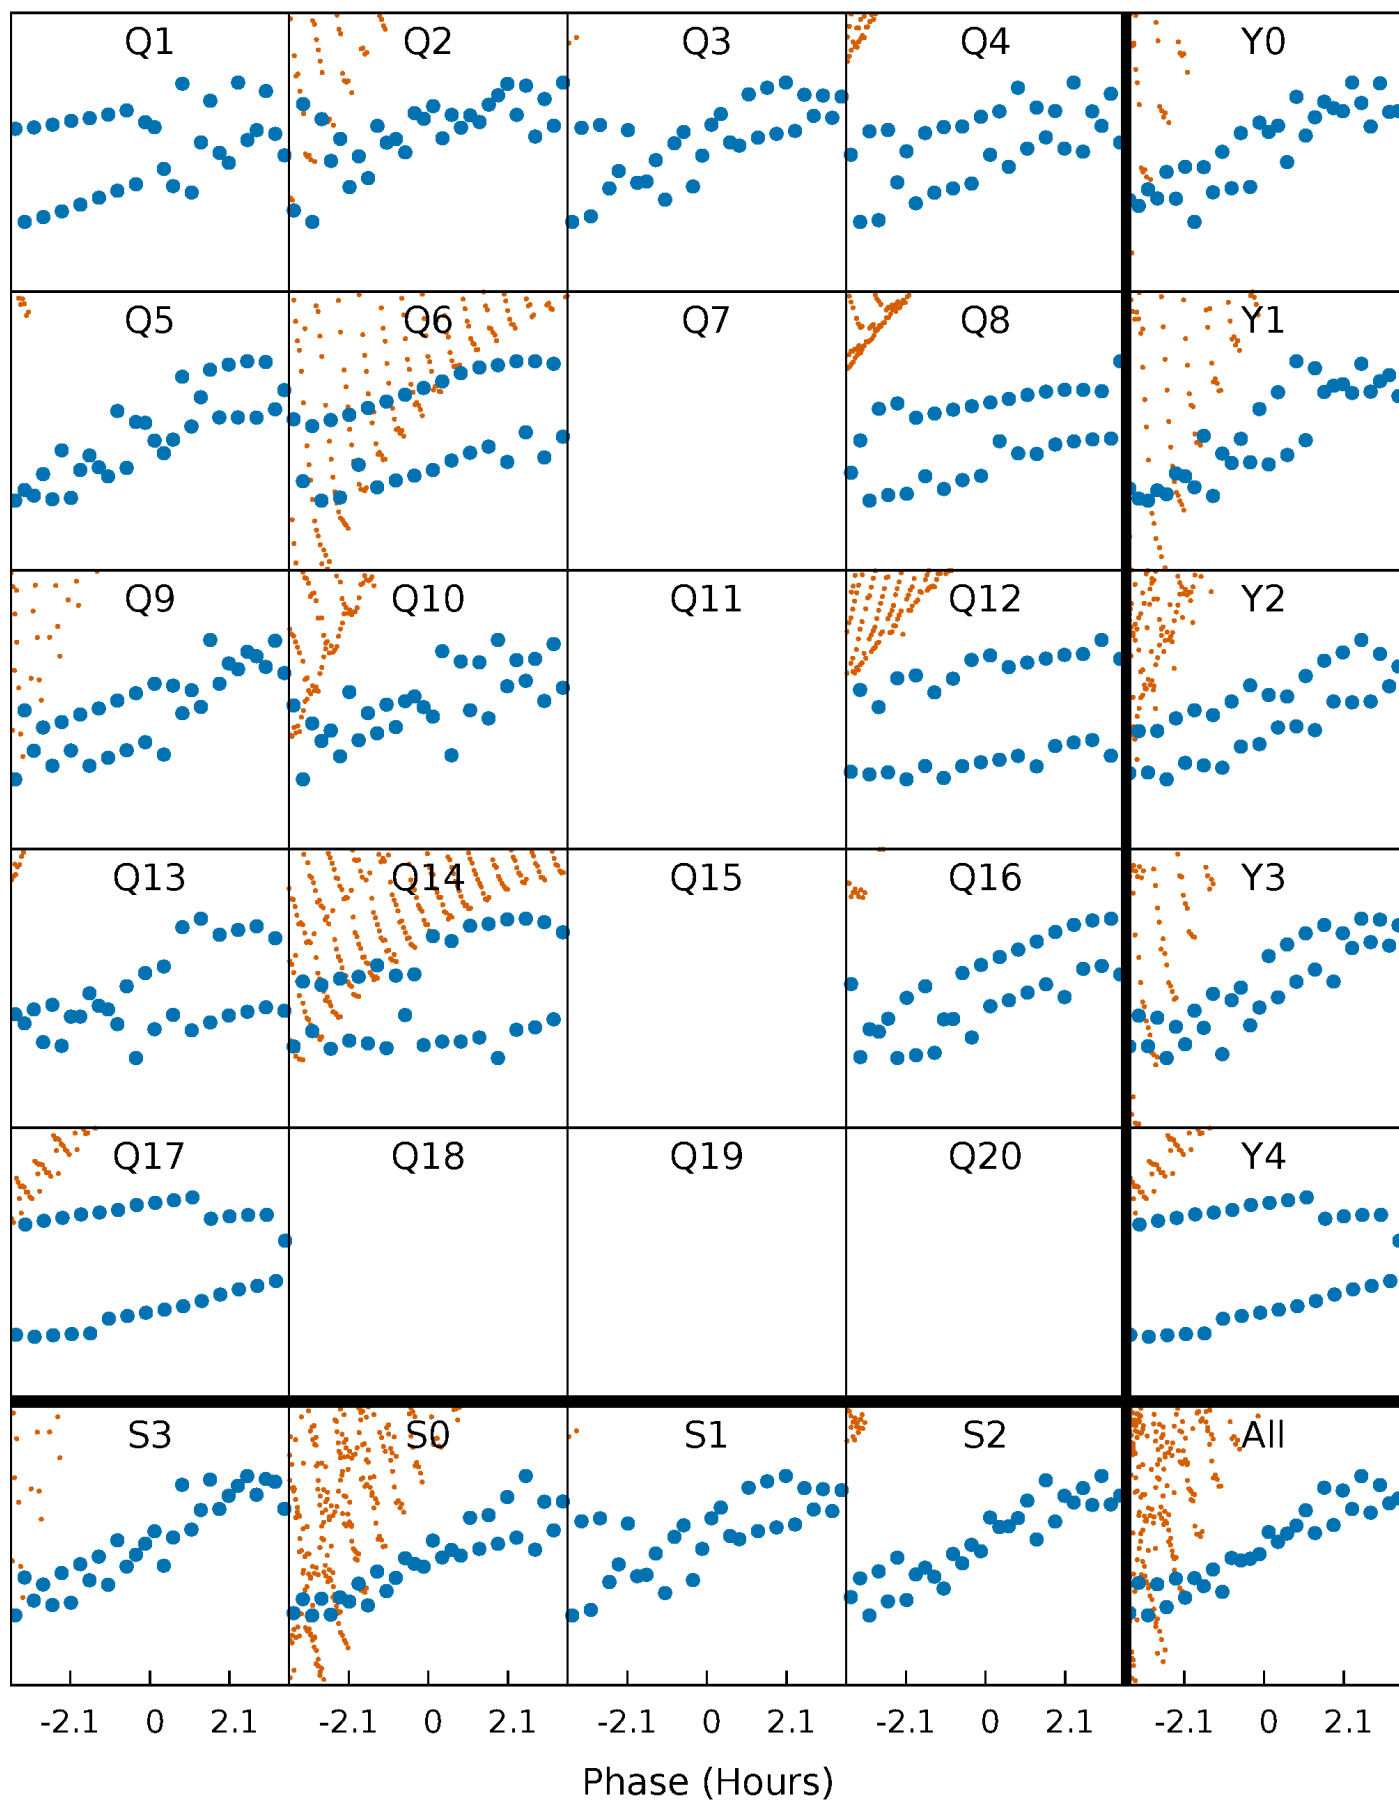 Q1 Q2 Q3 Q4 Y0
Q5 Q6 Q7 Q8 Y1
Q9 Q10 Q11 Q12 Y2
Q13 Q14 Q15 Q16 Y3
Q17 Q18 Q19 Q20 Y4
S3 S0 S1 S2 All
-2.1 0 2.1 -2.1 0 2.1 -2.1 0 2.1 -2.1 0 2.1 -2.1 0 2.1
Phase (Hours)